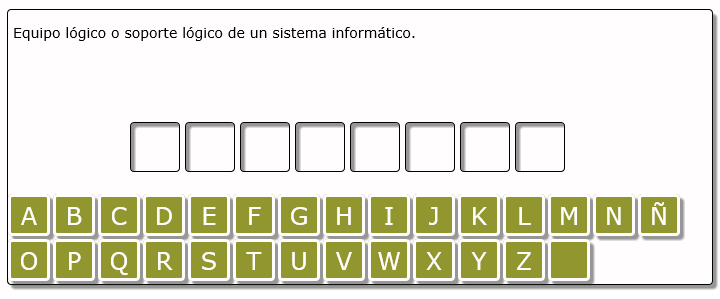 Equipo lógico o soporte lógico de un sistema informático.
A B C D E F G H I J K L M N Ñ
O P Q R S T U V W X Y Z